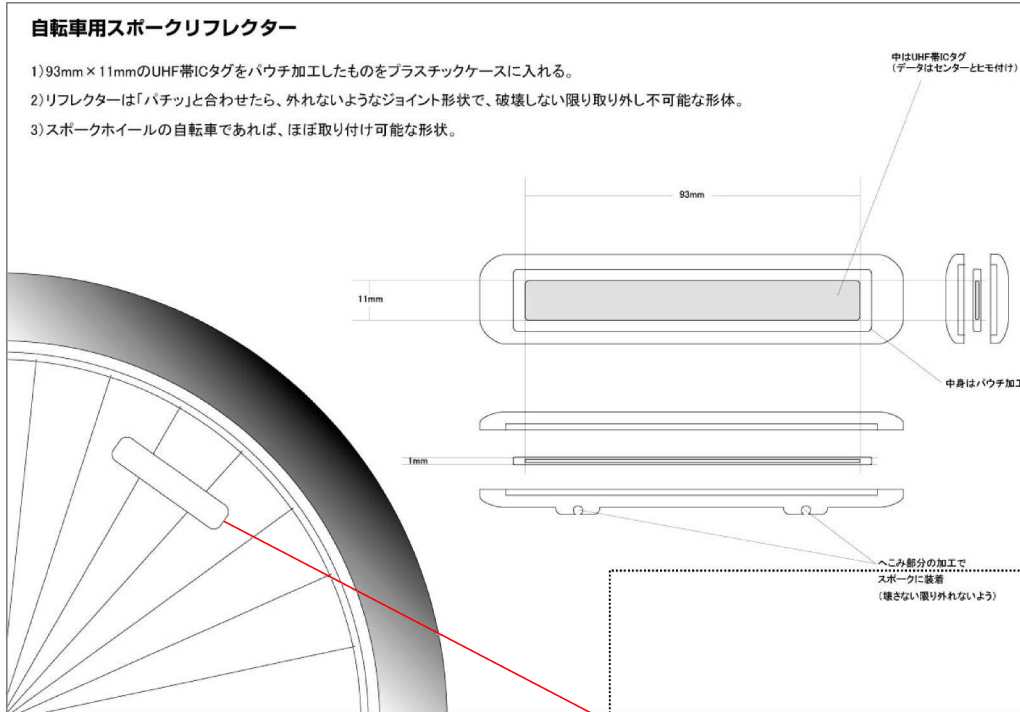 自転車用スポークリフレクター
1)93mm×11mmのUHF帯ICタグをパウチ加工したものをプラスチックケースに入れる。
2)リフレクターは「パチッ」と合わせたら、外れないようなジョイント形状で、破壊しない限り取り外し不可能な形体。
3)スポークホイールの自転車であれば、ほぼ取り付け可能な形状。
中はUHF帯ICタグ
(データはセンターとヒモ付け)
93mm
11mm
中身はパウチ加工
1mm
へこみ部分の加工で
スポークに装着
(壊さない限り外れないよう)